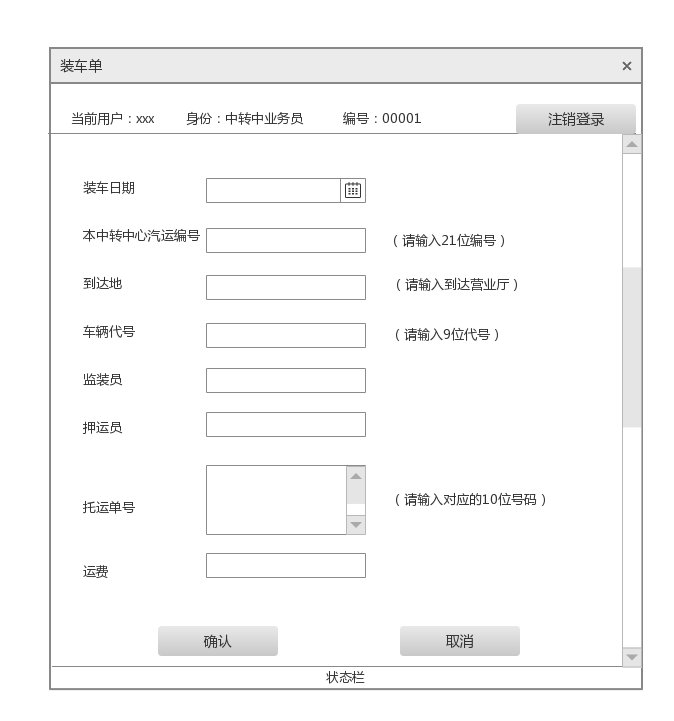 装车单
×
当前用户：xxx 身份：中转中业务员 编号：00001 注销登录
装车日期
本中转中心汽运编号 （请输入21位编号）
到达地 （请输入到达营业厅）
车辆代号 （请输入9位代号）
监装员
押运员
托运单号 （请输入对应的10位号码）
运费
确认 取消
状态栏